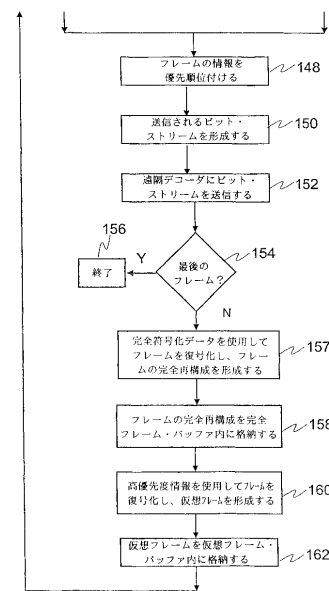 フレームの情報を
優先順位付ける
148
送信されるビット・
ストリームを形成する
150
遠隔デコーダにビット・
ストリームを送信する
152
156
終了
Y
最後の
フレーム?
154
N
完全符号化データを使用して
フレームを復号化し、フレー
ムの完全再構成を形成する
157
フレームの完全再構成を完全
フレーム・バッファ内に格納する
158
高優先度情報を使用してフレームを
復号化し、仮想フレームを形成する
160
仮想フレームを仮想フレーム・
バッファ内に格納する
162